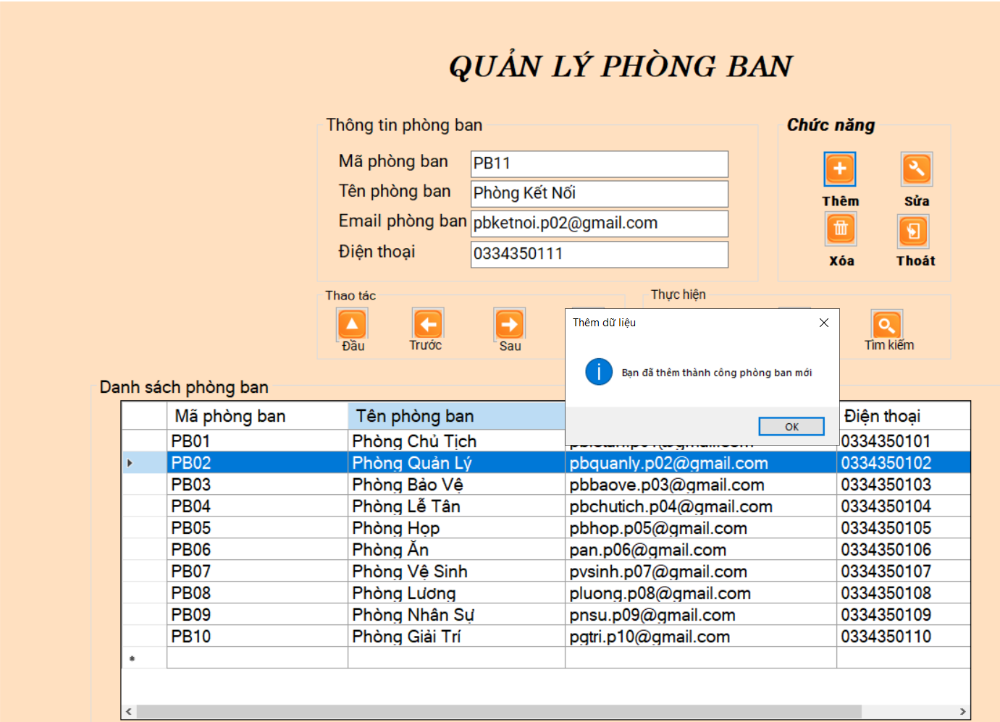 QUẢN LÝ PHÒNG BAN
Thông tin phòng ban
Mã phòng ban PB11
Tên phòng ban Phòng Kết Nối
Email phòng ban pbketnoi.p02@gmail.com
Điện thoại 0334350111
Chức năng
Thêm Sửa
Xóa Thoát
Thao tác
Đầu Trước Sau
Thực hiện
Tìm kiếm
Thêm dữ liệu
Bạn đã thêm thành công phòng ban mới
OK
Danh sách phòng ban
Mã phòng ban Tên phòng ban Điện thoại
PB01 Phòng Chủ Tịch 0334350101
PB02 Phòng Quản Lý pbquanly.p02@gmail.com 0334350102
PB03 Phòng Bảo Vệ pbbaove.p03@gmail.com 0334350103
PB04 Phòng Lễ Tân pbchutich.p04@gmail.com 0334350104
PB05 Phòng Họp pbhop.p05@gmail.com 0334350105
PB06 Phòng Ăn pan.p06@gmail.com 0334350106
PB07 Phòng Vệ Sinh pvsinh.p07@gmail.com 0334350107
PB08 Phòng Lương pluong.p08@gmail.com 0334350108
PB09 Phòng Nhân Sự pnsu.p09@gmail.com 0334350109
PB10 Phòng Giải Trí pgtri.p10@gmail.com 0334350110